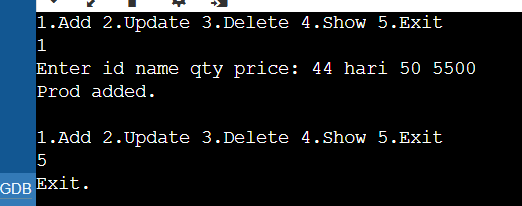 1.Add 2.Update 3.Delete 4.Show 5.Exit
1
Enter id name qty price: 44 hari 50 5500
Prod added.
1.Add 2.Update 3.Delete 4.Show 5.Exit
5
GDB
Exit.